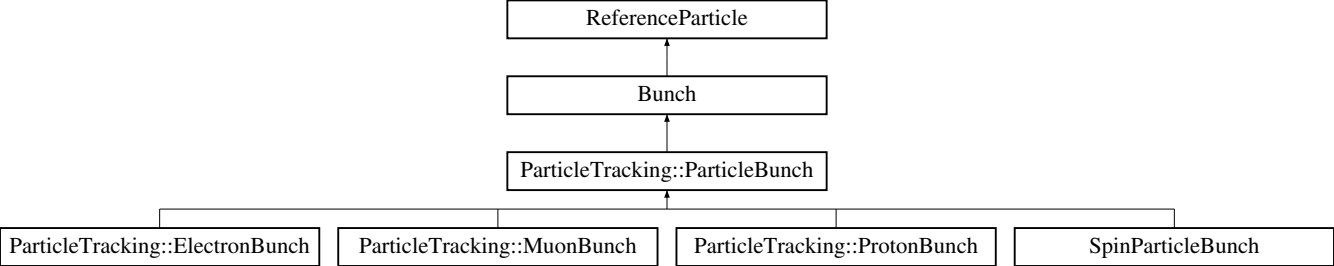 ReferenceParticle
Bunch
ParticleTracking::ParticleBunch
ParticleTracking::ElectronBunch
ParticleTracking::MuonBunch
ParticleTracking::ProtonBunch
SpinParticleBunch